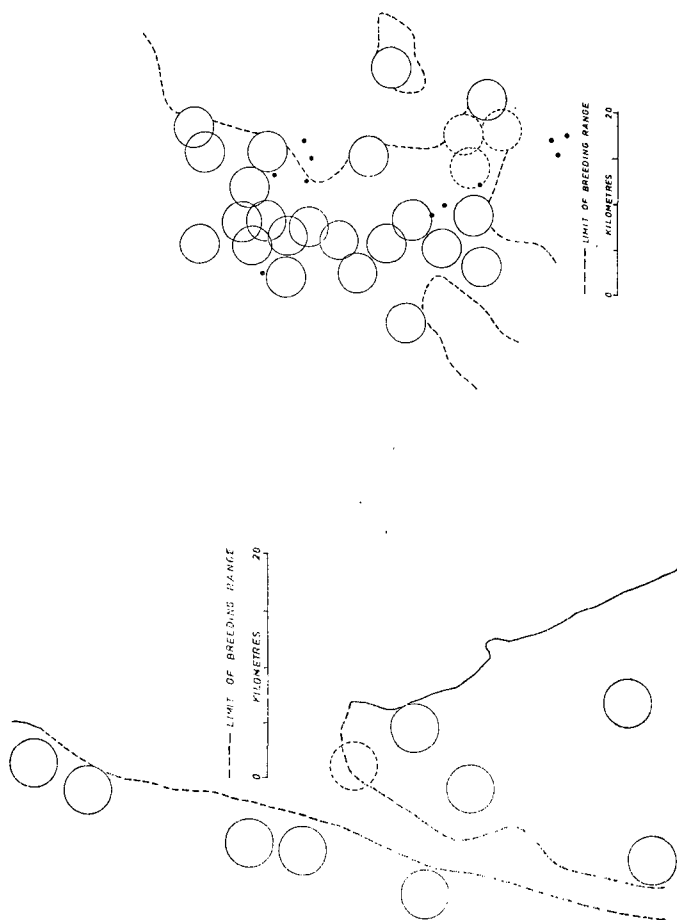 ---- LIMIT OF BREEDING RANGE
KILOMETRES
0 20
---- LIMIT OF BREEDING RANGE
KILOMETRES
0 20